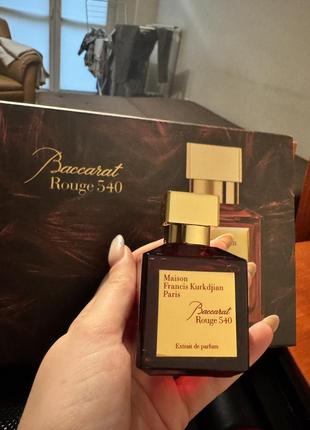 Baccarat
Rouge 540
Maison
Francis Kurkdjian
Paris
Baccarat
Rouge 540
Extrait de parfum